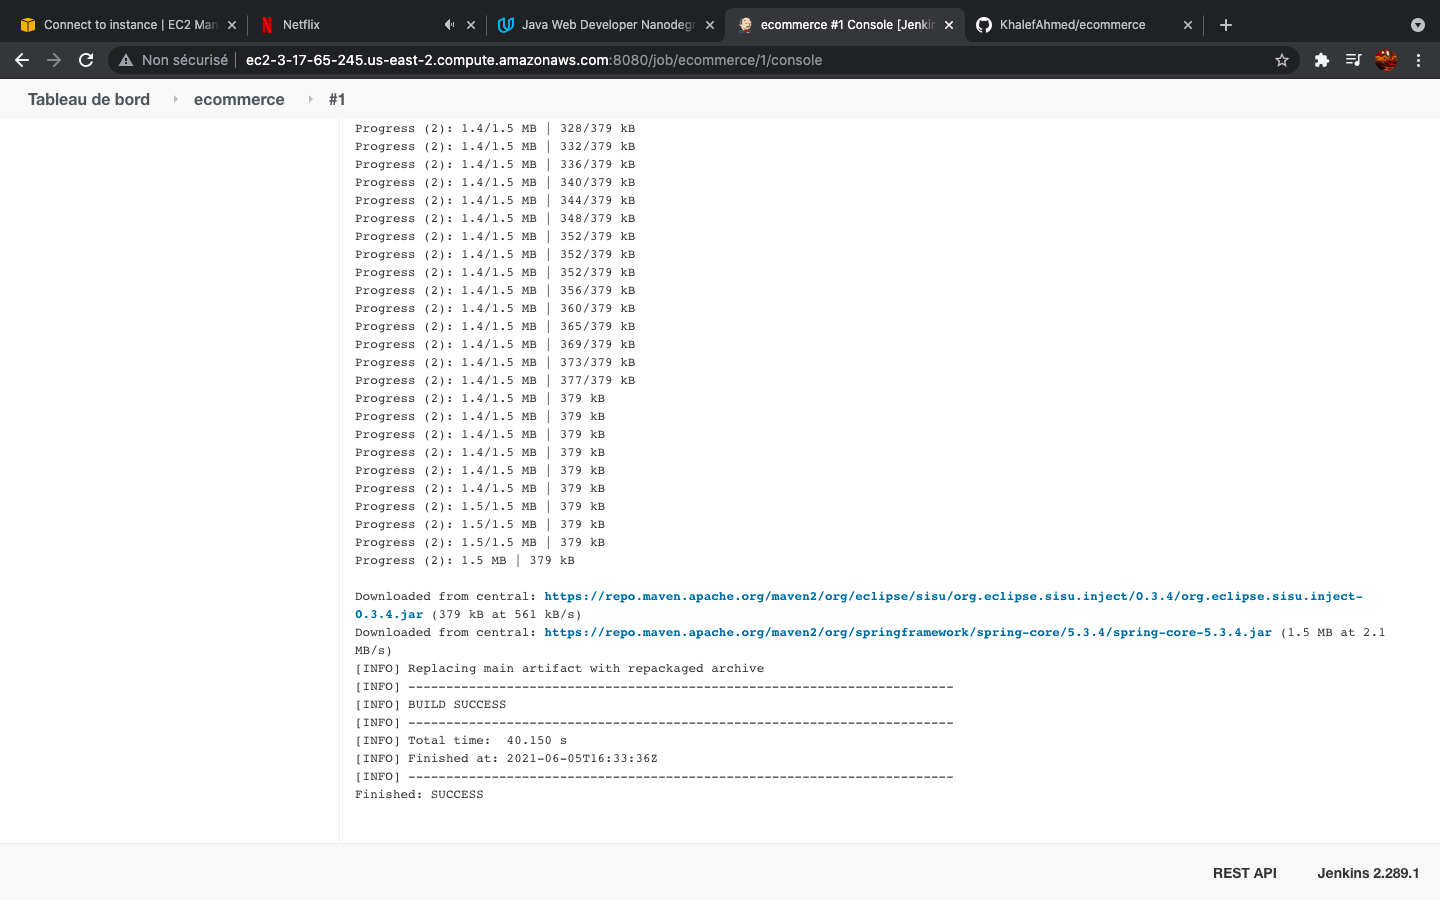 Connect to instance | EC2 Man
Netflix
Java Web Developer Nanodegr
ecommerce #1 Console [Jenkin
KhalefAhmed/ecommerce
Non sécurisé | ec2-3-17-65-245.us-east-2.compute.amazonaws.com:8080/job/ecommerce/1/console
Tableau de bord
ecommerce
#1
Progress (2): 1.4/1.5 MB | 328/379 kB
Progress (2): 1.4/1.5 MB | 332/379 kB
Progress (2): 1.4/1.5 MB | 336/379 kB
Progress (2): 1.4/1.5 MB | 340/379 kB
Progress (2): 1.4/1.5 MB | 344/379 kB
Progress (2): 1.4/1.5 MB | 348/379 kB
Progress (2): 1.4/1.5 MB | 352/379 kB
Progress (2): 1.4/1.5 MB | 352/379 kB
Progress (2): 1.4/1.5 MB | 352/379 kB
Progress (2): 1.4/1.5 MB | 356/379 kB
Progress (2): 1.4/1.5 MB | 360/379 kB
Progress (2): 1.4/1.5 MB | 365/379 kB
Progress (2): 1.4/1.5 MB | 369/379 kB
Progress (2): 1.4/1.5 MB | 373/379 kB
Progress (2): 1.4/1.5 MB | 377/379 kB
Progress (2): 1.4/1.5 MB | 379 kB
Progress (2): 1.4/1.5 MB | 379 kB
Progress (2): 1.4/1.5 MB | 379 kB
Progress (2): 1.4/1.5 MB | 379 kB
Progress (2): 1.4/1.5 MB | 379 kB
Progress (2): 1.4/1.5 MB | 379 kB
Progress (2): 1.5/1.5 MB | 379 kB
Progress (2): 1.5/1.5 MB | 379 kB
Progress (2): 1.5/1.5 MB | 379 kB
Progress (2): 1.5 MB | 379 kB
Downloaded from central: https://repo.maven.apache.org/maven2/org/eclipse/sisu/org.eclipse.sisu.inject/0.3.4/org.eclipse.sisu.inject-
0.3.4.jar (379 kB at 561 kB/s)
Downloaded from central: https://repo.maven.apache.org/maven2/org/springframework/spring-core/5.3.4/spring-core-5.3.4.jar (1.5 MB at 2.1
MB/s)
[INFO] Replacing main artifact with repackaged archive
[INFO] ------------------------------------------------------------------------
[INFO] BUILD SUCCESS
[INFO] ------------------------------------------------------------------------
[INFO] Total time:  40.150 s
[INFO] Finished at: 2021-06-05T16:33:36Z
[INFO] ------------------------------------------------------------------------
Finished: SUCCESS
REST API
Jenkins 2.289.1